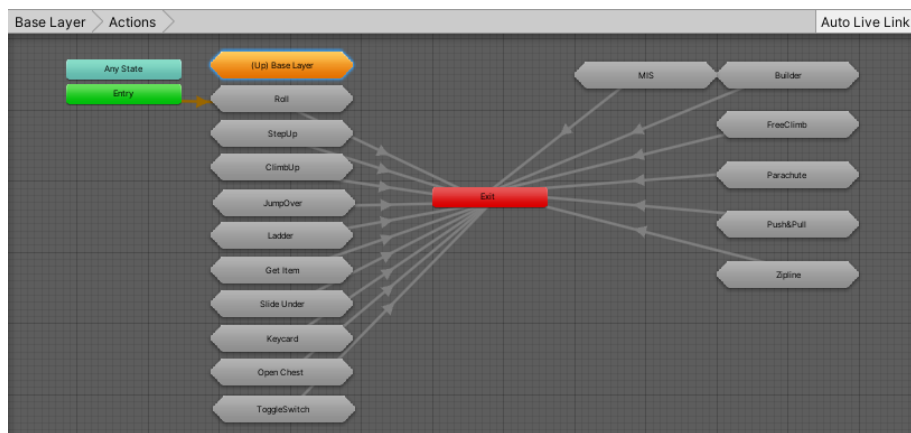 Base Layer Actions Auto Live Link
Any State
(Up) Base Layer
MIS
Builder
Entry
Roll
StepUp
FreeClimb
ClimbUp
Parachute
JumpOver
Exit
Ladder
Push&Pull
Get Item
Zipline
Slide Under
Keycard
Open Chest
ToggleSwitch